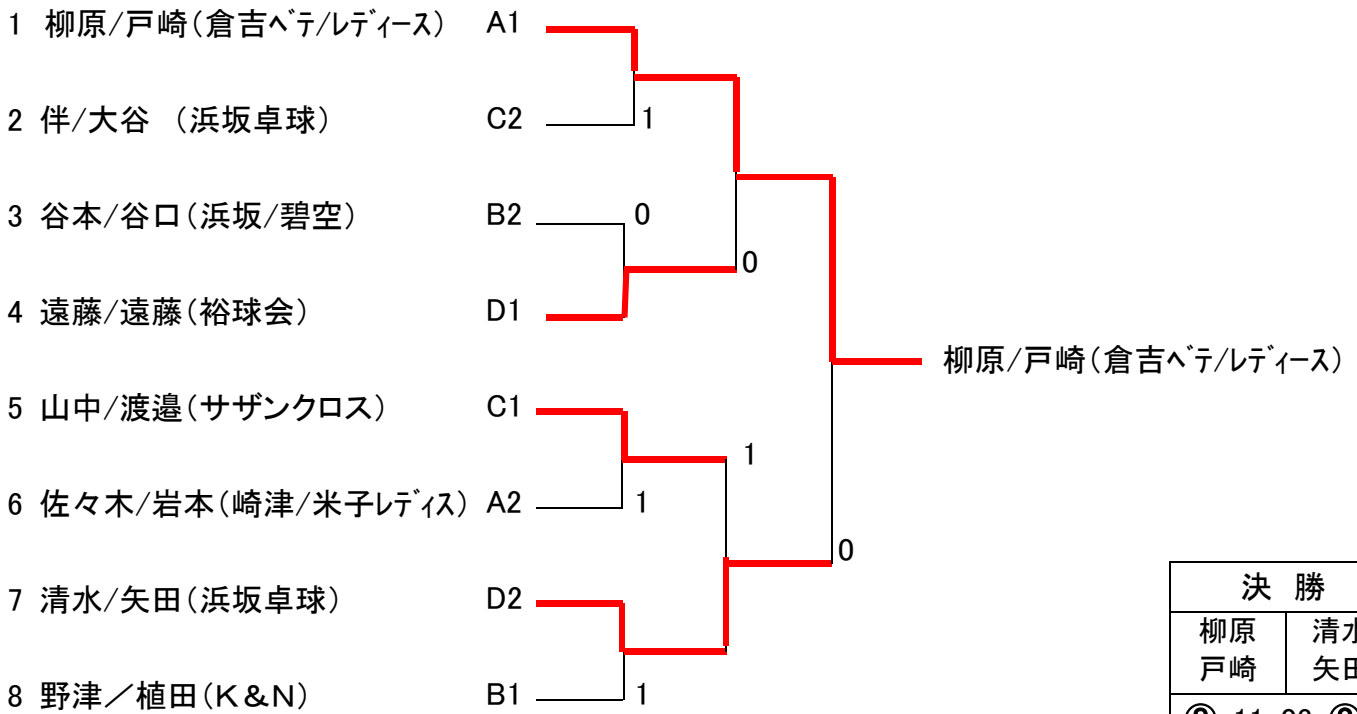 1 柳原/戸崎(倉吉ベテ/レディース) A1
2 伴/大谷 (浜坂卓球) C2
1
3 谷本/谷口(浜坂/碧空) B2
0
0
4 遠藤/遠藤(裕球会) D1
柳原/戸崎(倉吉ベテ/レディース)
5 山中/渡邉(サザンクロス) C1
1
6 佐々木/岩本(崎津/米子レディス) A2
1
0
7 清水/矢田(浜坂卓球) D2
8 野津/植田(K&N) B1
1
決 勝
柳原 清水
戸崎 矢田
11